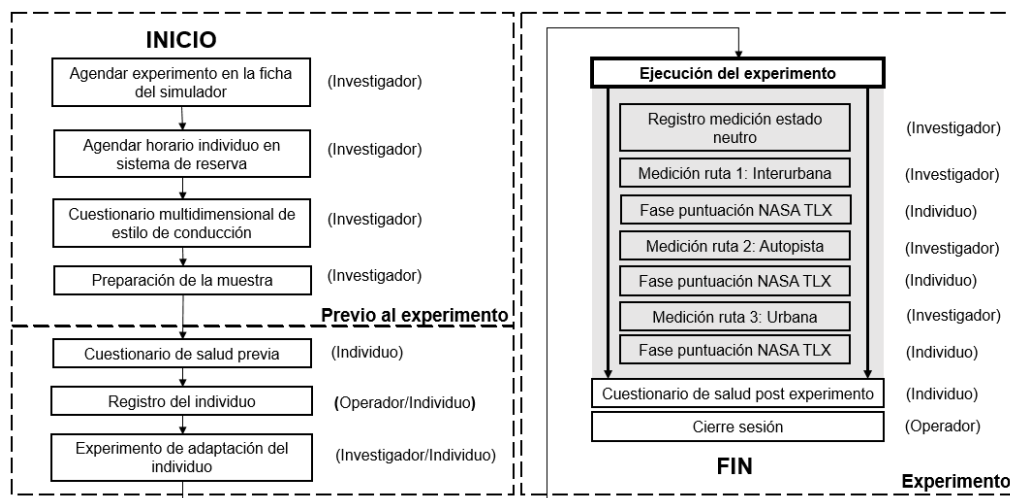 INICIO
Agendar experimento en la ficha
del simulador
(Investigador)
Agendar horario individuo en
sistema de reserva
(Investigador)
Cuestionario multidimensional de
estilo de conducción
(Investigador)
Preparación de la muestra
(Investigador)
Previo al experimento
Cuestionario de salud previa
(Individuo)
Registro del individuo
(Operador/Individuo)
Experimento de adaptación del
individuo
(Investigador/Individuo)
Ejecución del experimento
Registro medición estado
neutro
(Investigador)
Medición ruta 1: Interurbana
(Investigador)
Fase puntuación NASA TLX
(Individuo)
Medición ruta 2: Autopista
(Investigador)
Fase puntuación NASA TLX
(Individuo)
Medición ruta 3: Urbana
(Investigador)
Fase puntuación NASA TLX
(Individuo)
Cuestionario de salud post experimento
(Individuo)
Cierre sesión
(Operador)
FIN
Experimento